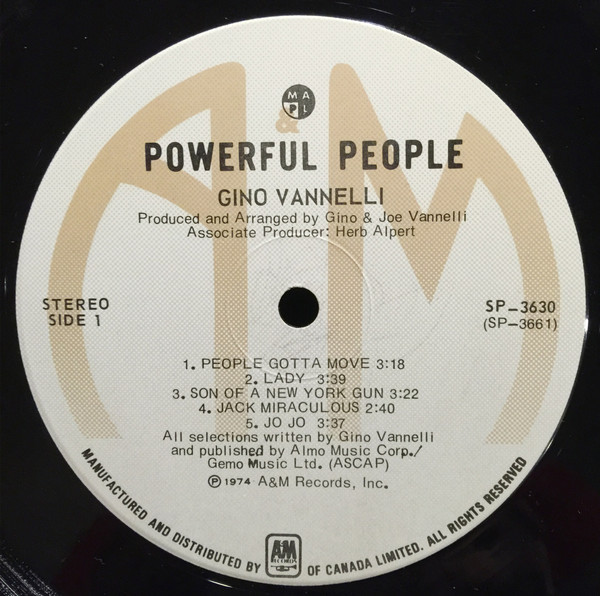 MAPL
&
POWERFUL PEOPLE
GINO VANNELLI
Produced and Arranged by Gino & Joe Vannelli
Associate Producer: Herb Alpert
STEREO
SIDE 1
SP–3630
(SP–3661)
1. PEOPLE GOTTA MOVE 3:18
2. LADY 3:39
3. SON OF A NEW YORK GUN 3:22
4. JACK MIRACULOUS 2:40
5. JO JO 3:37
All selections written by Gino Vannelli
and published by Almo Music Corp./
Gemo Music Ltd. (ASCAP)
℗ 1974 A&M Records, Inc.
MANUFACTURED AND DISTRIBUTED BY A&M RECORDS OF CANADA LIMITED. ALL RIGHTS RESERVED